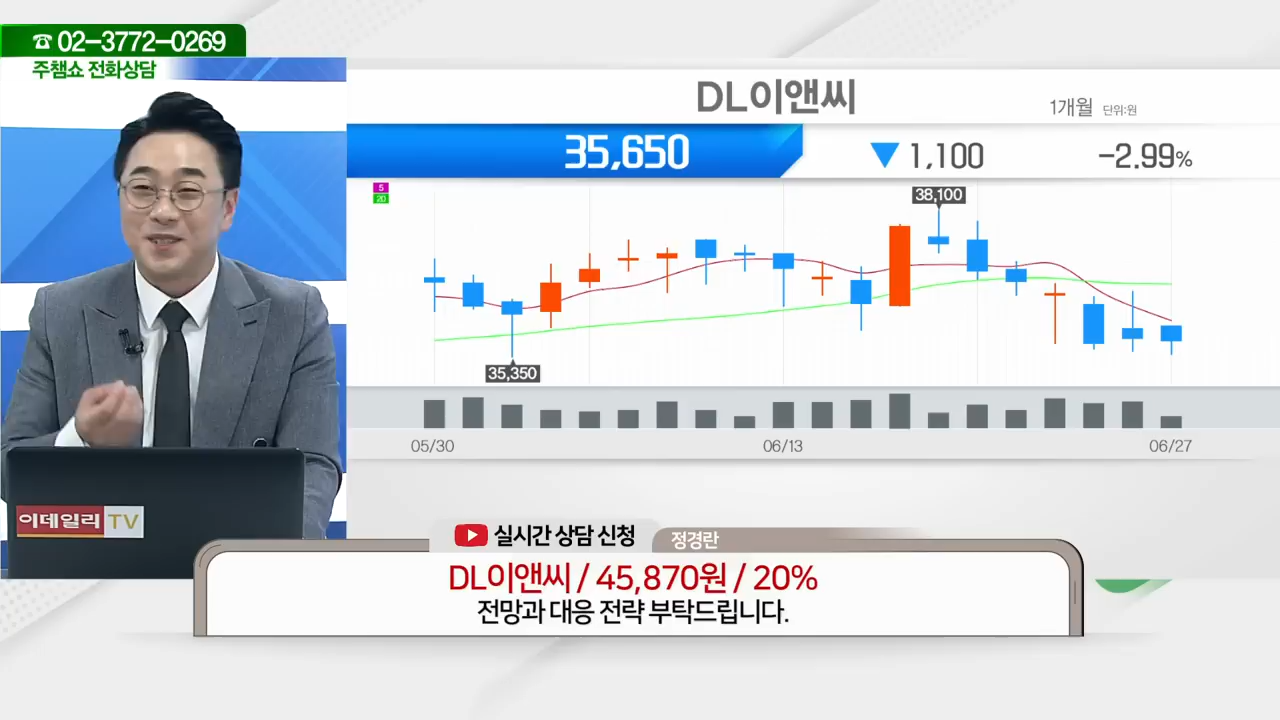 ☎ 02-3772-0269
주챔쇼 전화상담
DL이앤씨
1개월 단위:원
35,650 ▼ 1,100 -2.99%
5
20
38,100
35,350
05/30 06/13 06/27
이데일리 TV
실시간 상담 신청 정경란
DL이앤씨 / 45,870원 / 20%
전망과 대응 전략 부탁드립니다.